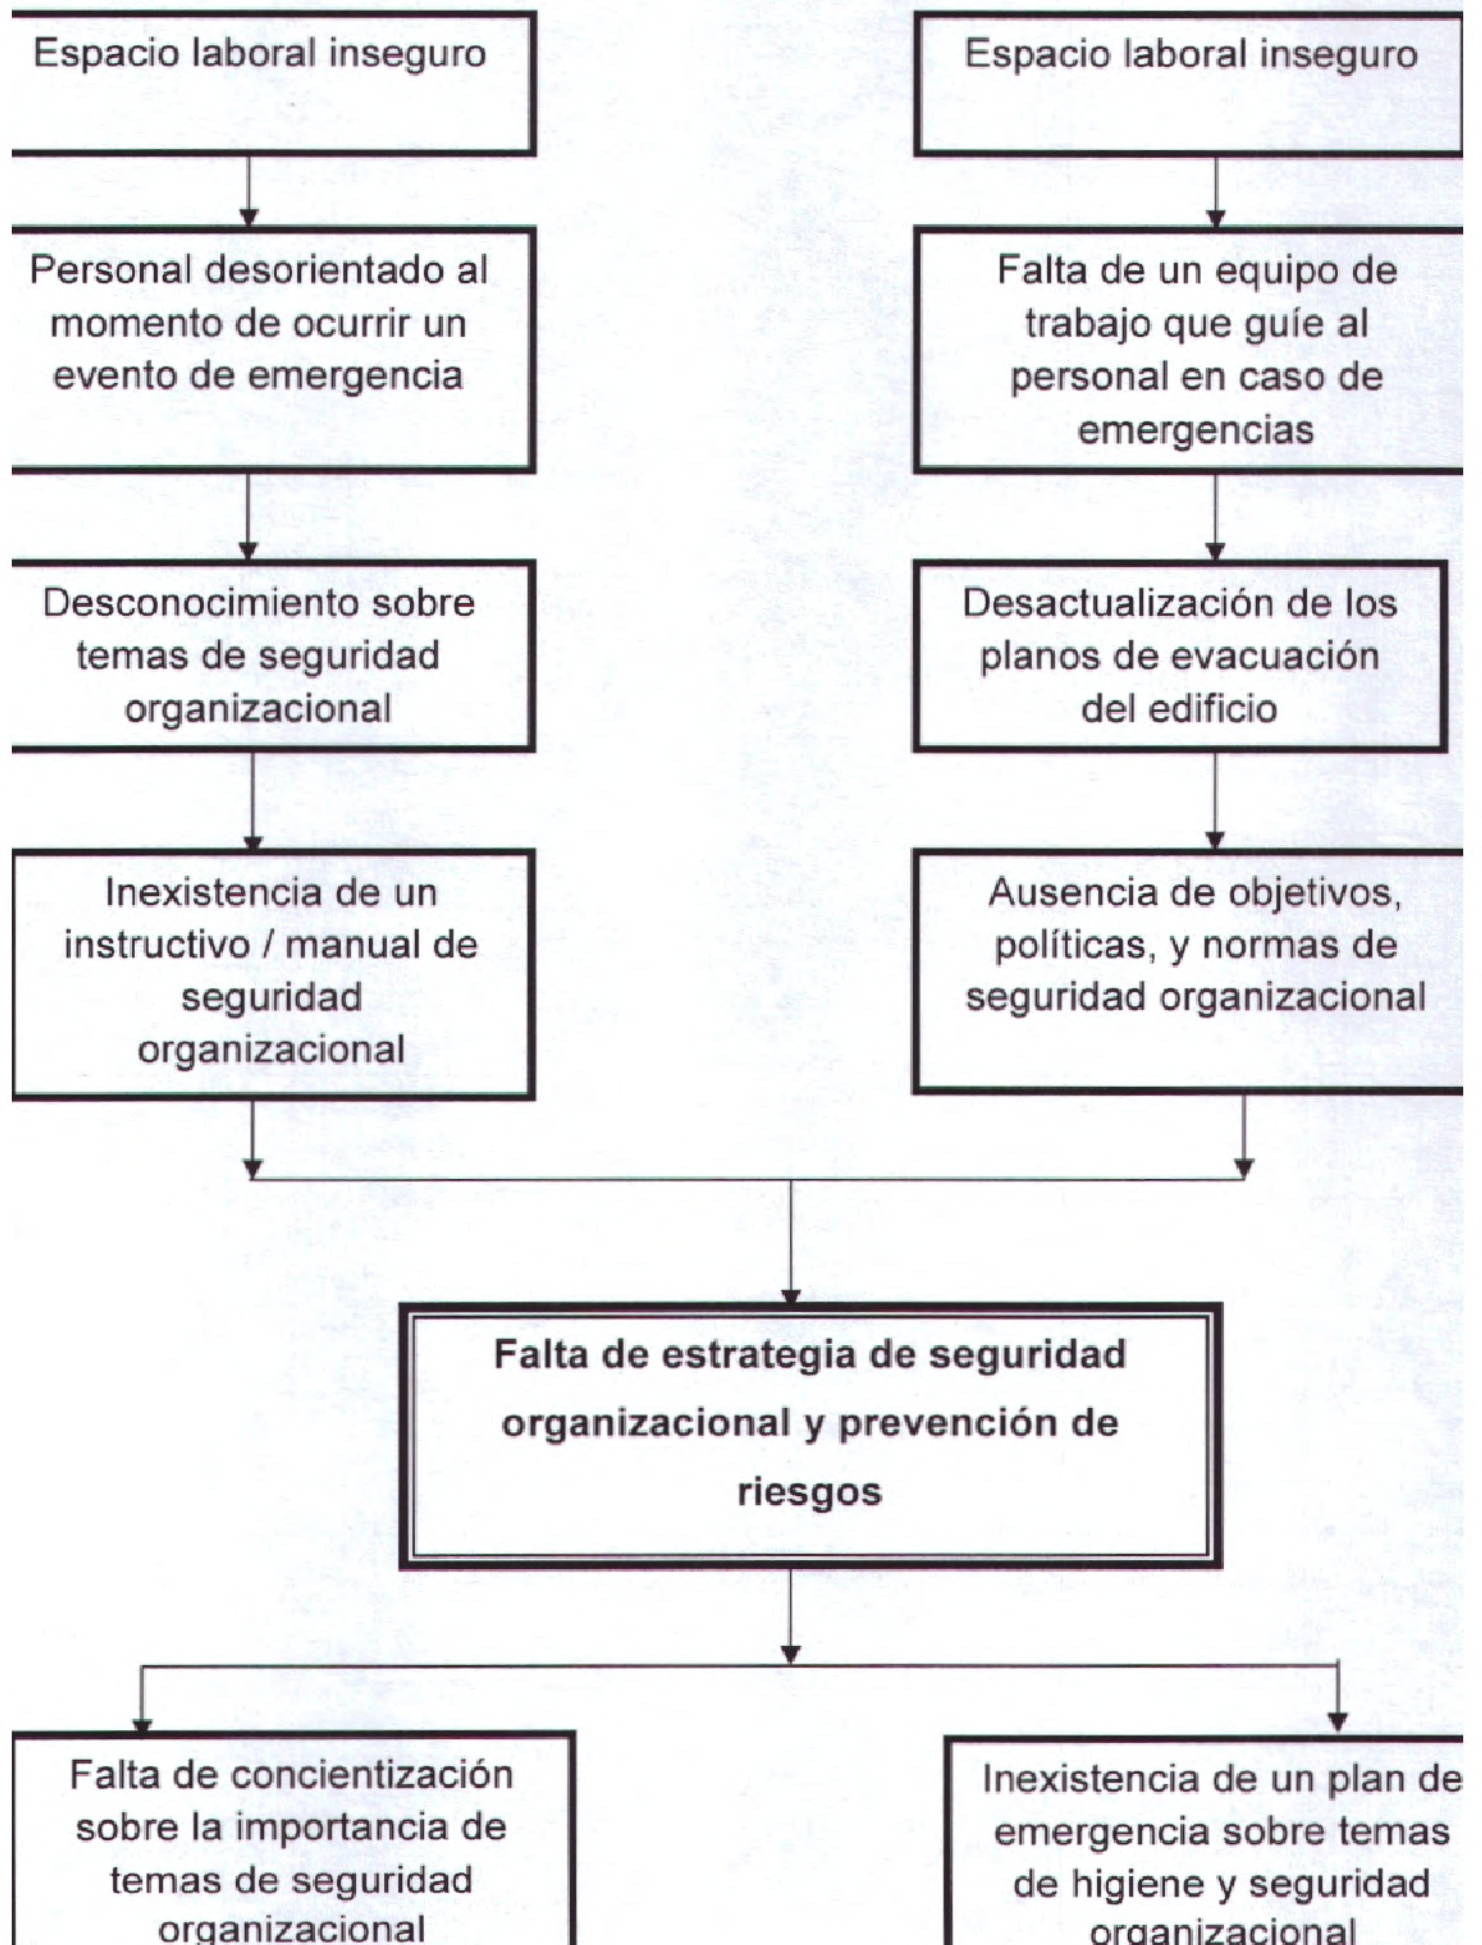 Espacio laboral inseguro
Espacio laboral inseguro
Personal desorientado al
momento de ocurrir un
evento de emergencia
Falta de un equipo de
trabajo que guíe al
personal en caso de
emergencias
Desconocimiento sobre
temas de seguridad
organizacional
Desactualización de los
planos de evacuación
del edificio
Inexistencia de un
instructivo / manual de
seguridad
organizacional
Ausencia de objetivos,
políticas, y normas de
seguridad organizacional
Falta de estrategia de seguridad
organizacional y prevención de
riesgos
Falta de concientización
sobre la importancia de
temas de seguridad
organizacional
Inexistencia de un plan de
emergencia sobre temas
de higiene y seguridad
organizacional